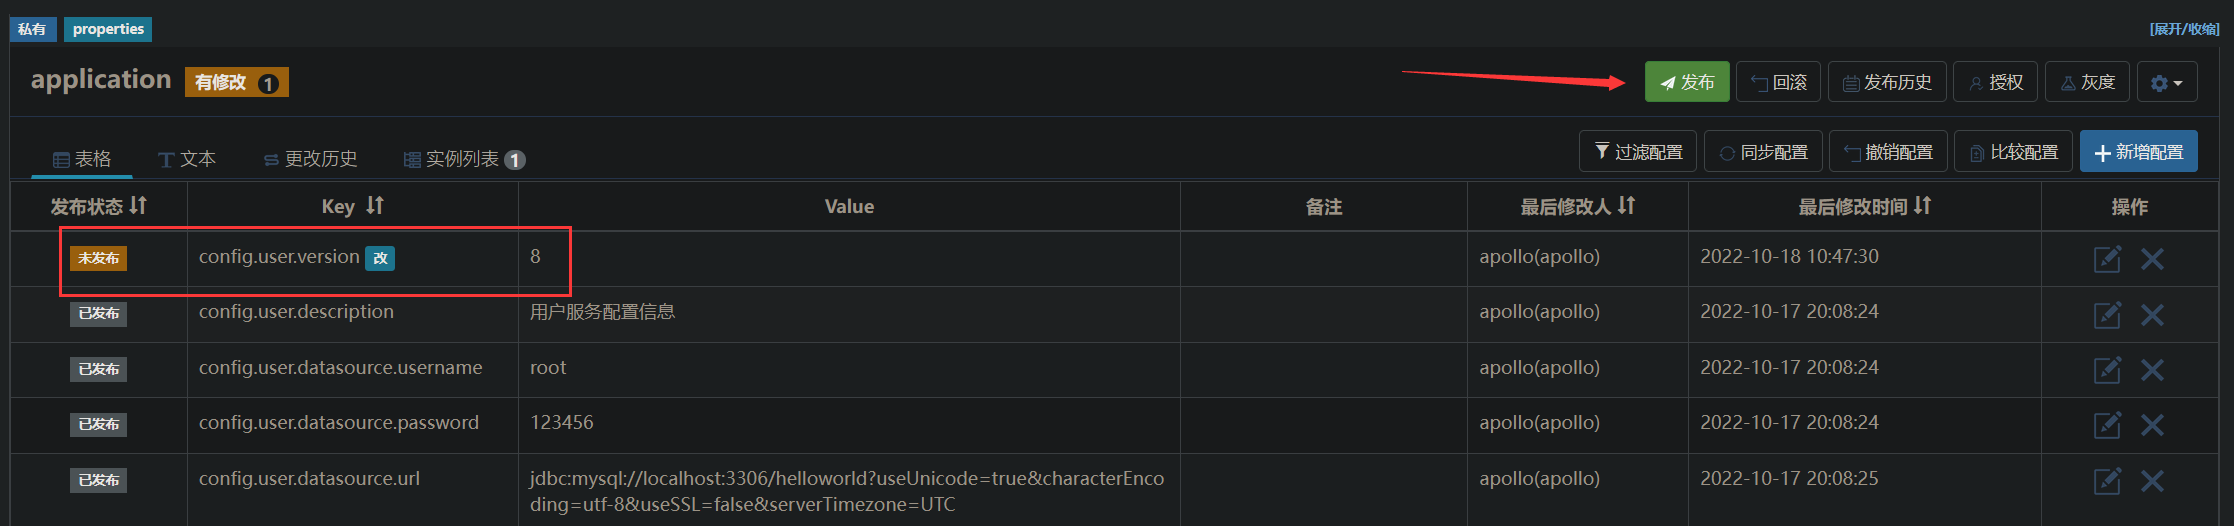 私有 properties [展开/收缩]
application 有修改 1 发布 回滚 发布历史 授权 灰度
表格 文本 更改历史 实例列表 1 过滤配置 同步配置 撤销配置 比较配置 新增配置
发布状态 Key Value 备注 最后修改人 最后修改时间 操作
未发布 config.user.version 改 8 apollo(apollo) 2022-10-18 10:47:30
已发布 config.user.description 用户服务配置信息 apollo(apollo) 2022-10-17 20:08:24
已发布 config.user.datasource.username root apollo(apollo) 2022-10-17 20:08:24
已发布 config.user.datasource.password 123456 apollo(apollo) 2022-10-17 20:08:24
已发布 config.user.datasource.url jdbc:mysql://localhost:3306/helloworld?useUnicode=true&characterEnco apollo(apollo) 2022-10-17 20:08:25
ding=utf-8&useSSL=false&serverTimezone=UTC